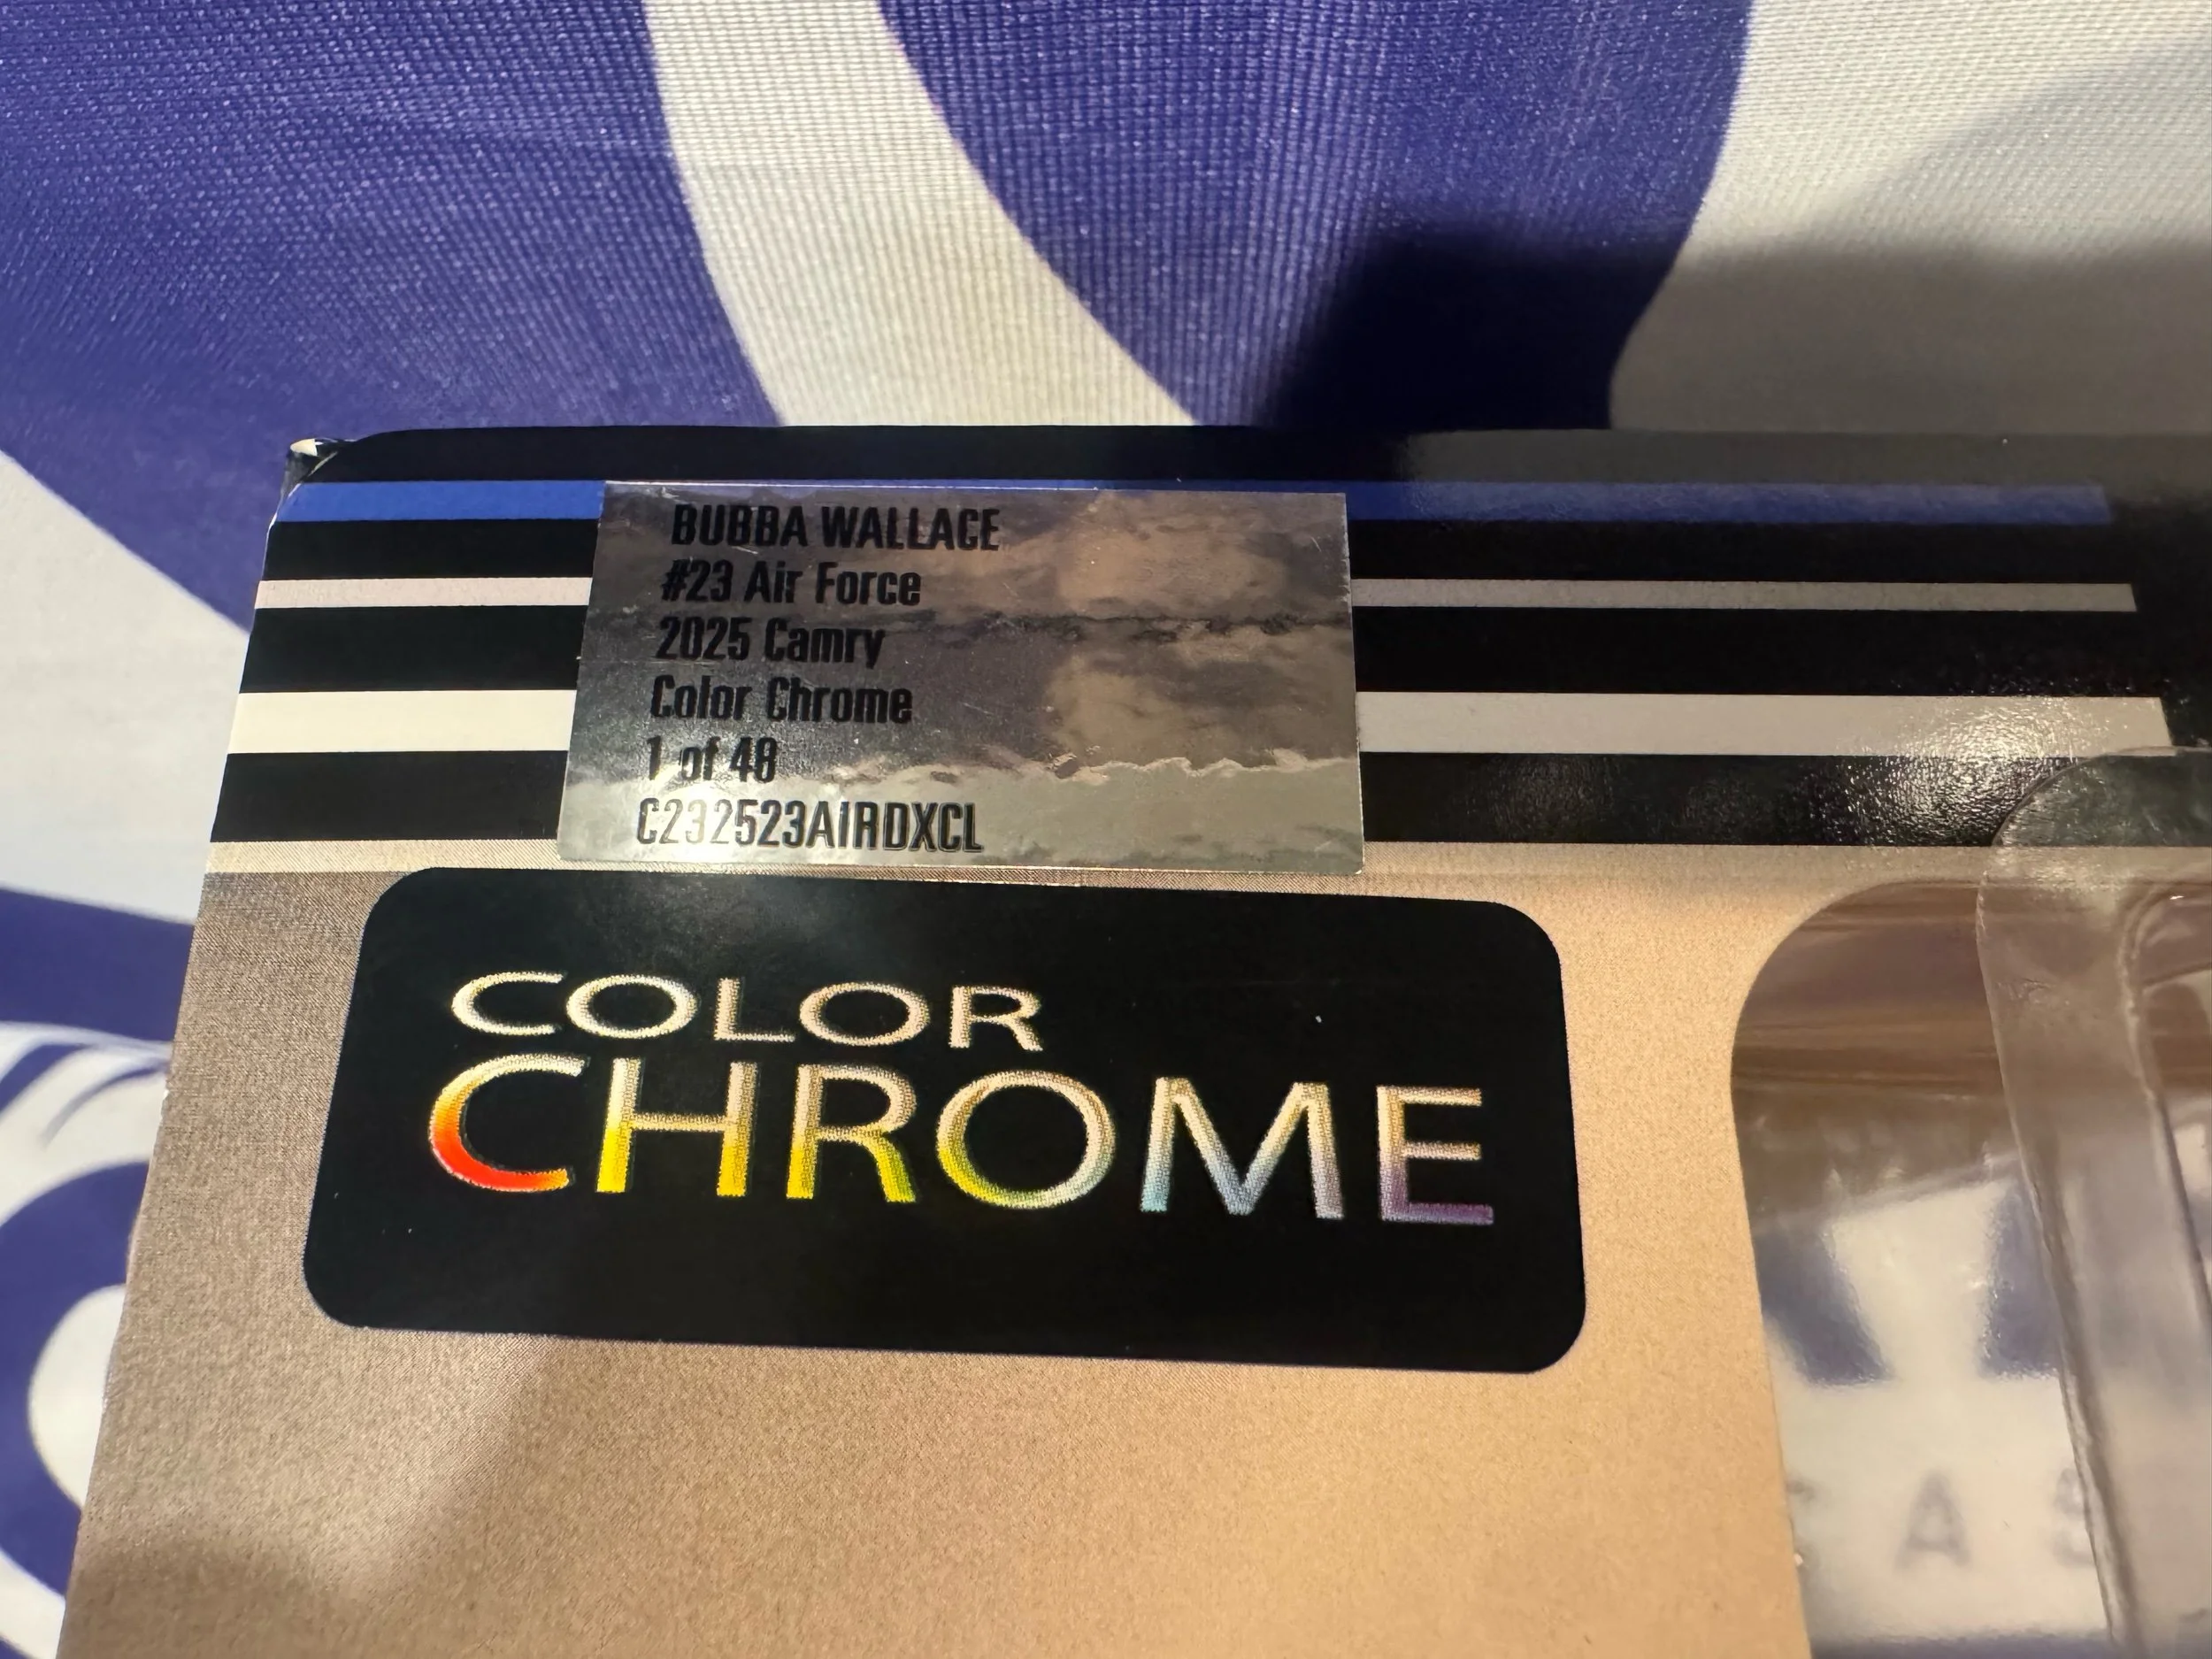 BUBBA WALLACE
#23 Air Force
2025 Camry
Color Chrome
1 of 48
C232523AIRDXCL
COLOR
CHROME